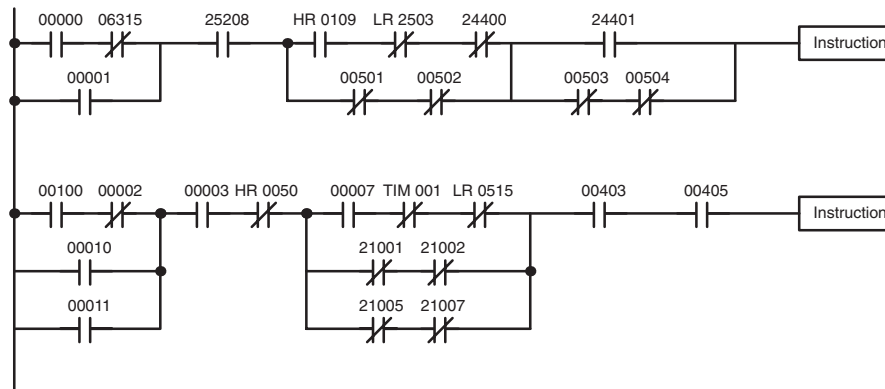 00000 06315 25208 HR 0109 LR 2503 24400 24401
Instruction
00001 00501 00502 00503 00504
00100 00002 00003 HR 0050 00007 TIM 001 LR 0515 00403 00405
Instruction
00010 21001 21002
00011 21005 21007